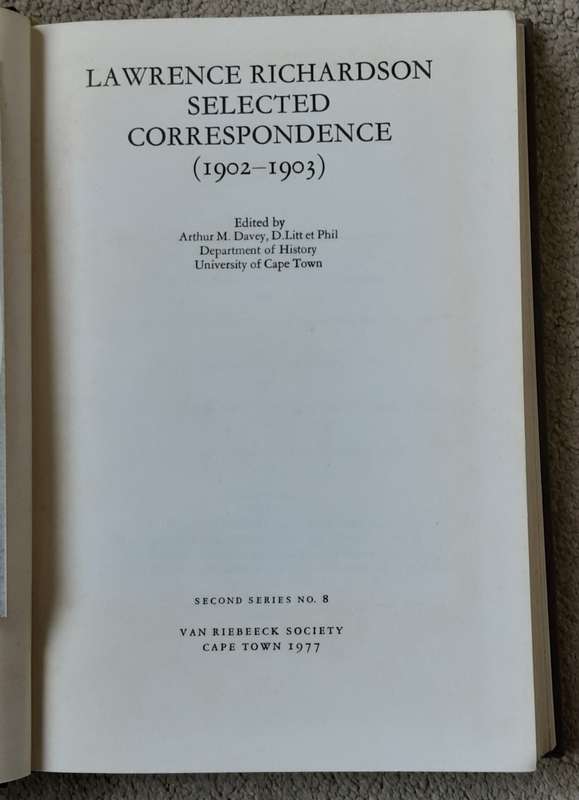 LAWRENCE RICHARDSON
SELECTED
CORRESPONDENCE
(1902–1903)
Edited by
Arthur M. Davey, D.Litt et Phil
Department of History
University of Cape Town
SECOND SERIES NO. 8
VAN RIEBEECK SOCIETY
CAPE TOWN 1977